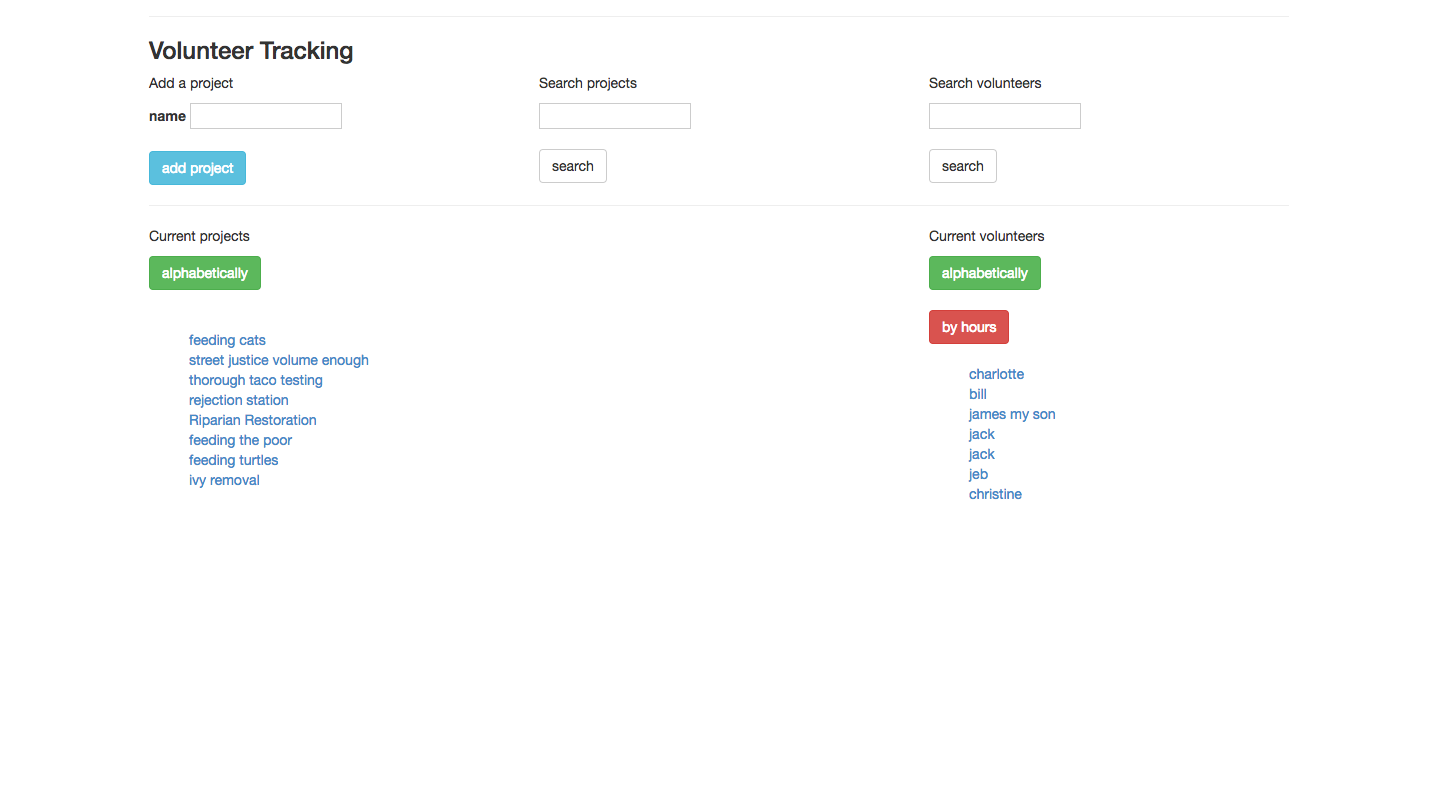 Volunteer Tracking
Add a project
name
add project
Search projects
search
Search volunteers
search
Current projects
alphabetically
feeding cats
street justice volume enough
thorough taco testing
rejection station
Riparian Restoration
feeding the poor
feeding turtles
ivy removal
Current volunteers
alphabetically
by hours
charlotte
bill
james my son
jack
jack
jeb
christine